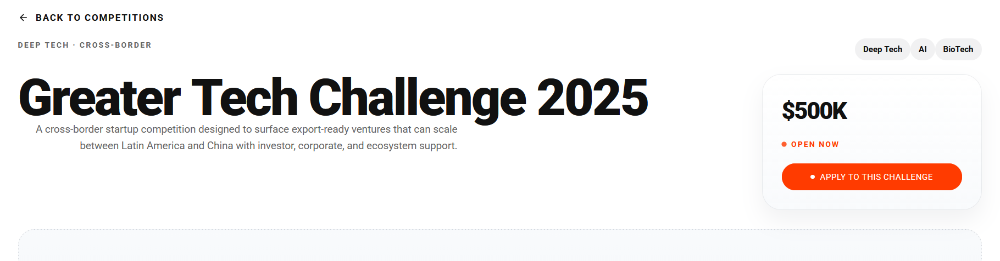 BACK TO COMPETITIONS
DEEP TECH · CROSS-BORDER
Deep Tech AI BioTech
Greater Tech Challenge 2025
A cross-border startup competition designed to surface export-ready ventures that can scale
between Latin America and China with investor, corporate, and ecosystem support.
$500K
OPEN NOW
APPLY TO THIS CHALLENGE